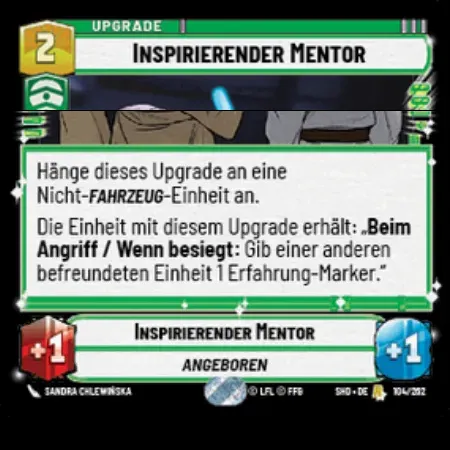 UPGRADE
2
INSPIRIERENDER MENTOR
Hänge dieses Upgrade an eine
Nicht-FAHRZEUG-Einheit an.
Die Einheit mit diesem Upgrade erhält: „Beim
Angriff / Wenn besiegt: Gib einer anderen
befreundeten Einheit 1 Erfahrung-Marker.“
+1
INSPIRIERENDER MENTOR
+1
ANGEBOREN
SANDRA CHLEWIŃSKA
© LFL © FFG
SHD • DE
104/262